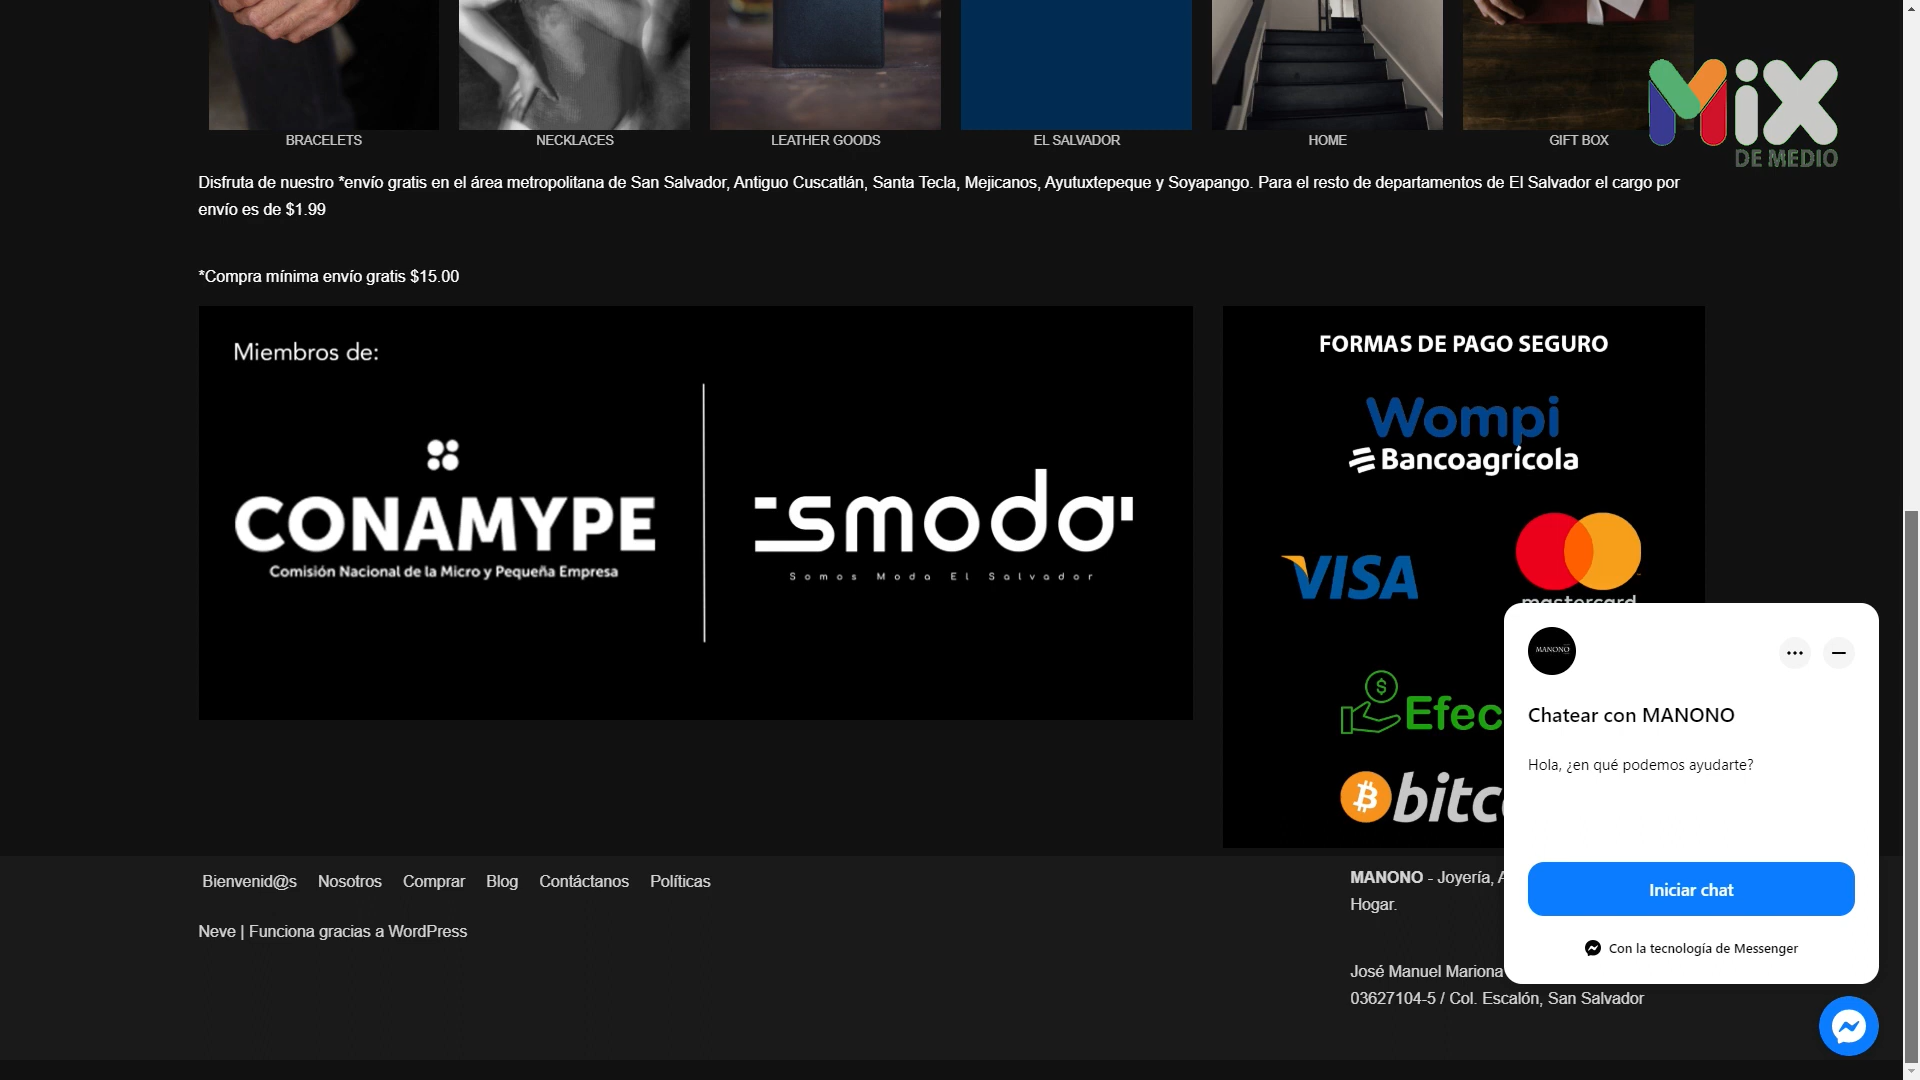 BRACELETS
NECKLACES
LEATHER GOODS
EL SALVADOR
HOME
GIFT BOX
MiX
DE MEDIO
Disfruta de nuestro *envío gratis en el área metropolitana de San Salvador, Antiguo Cuscatlán, Santa Tecla, Mejicanos, Ayutuxtepeque y Soyapango. Para el resto de departamentos de El Salvador el cargo por
envío es de $1.99
*Compra mínima envío gratis $15.00
Miembros de:
CONAMYPE
Comisión Nacional de la Micro y Pequeña Empresa
smoda
Somos Moda El Salvador
FORMAS DE PAGO SEGURO
Wompi
Bancoagrícola
VISA
mastercard
Efec
bitc
MANONO
Chatear con MANONO
Hola, ¿en qué podemos ayudarte?
Iniciar chat
Con la tecnología de Messenger
Bienvenid@s Nosotros Comprar Blog Contáctanos Políticas
Neve | Funciona gracias a WordPress
MANONO - Joyería, A
Hogar.
José Manuel Mariona
03627104-5 / Col. Escalón, San Salvador